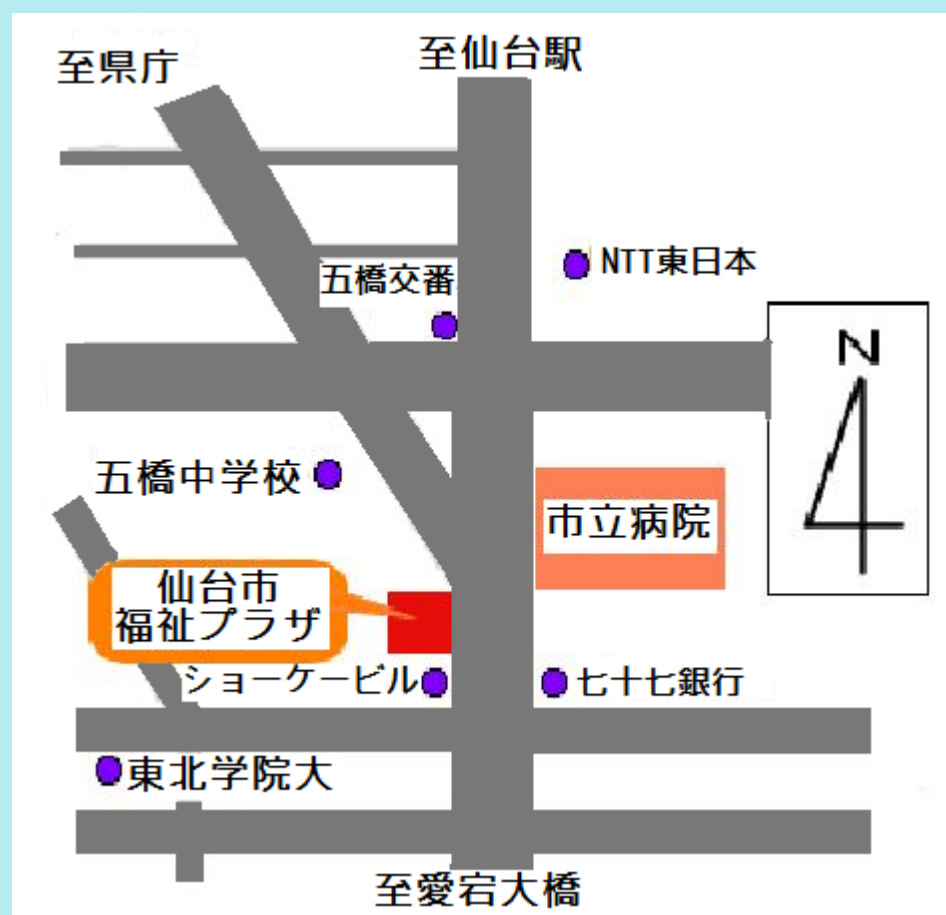 至県庁
至仙台駅
NTT東日本
五橋交番
N
五橋中学校
市立病院
仙台市
福祉プラザ
ショーケービル
七十七銀行
東北学院大
至愛宕大橋